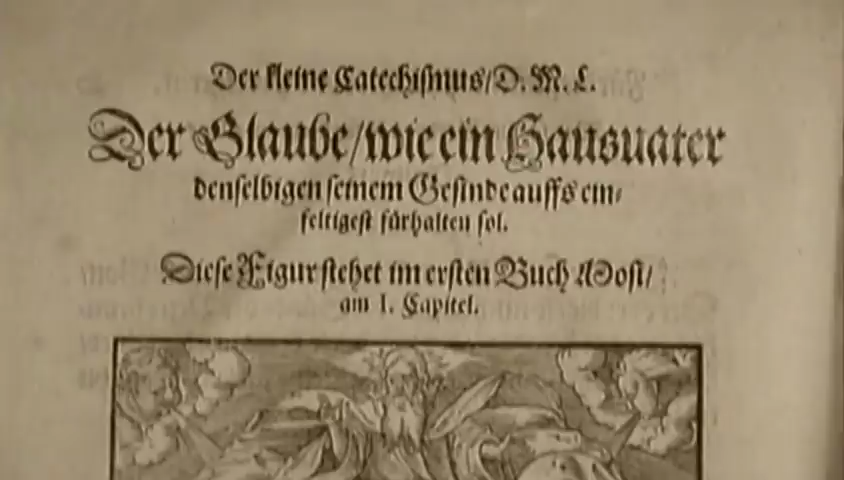 Der kleine Catechismus/ D. M. L.
Der Glaube/ wie ein Hausuater
denselbigen seinem Gesinde auffs ein⸗
feltigest fürhalten sol.
Diese Figur stehet im ersten Buch Mosi/
am 1. Capitel.